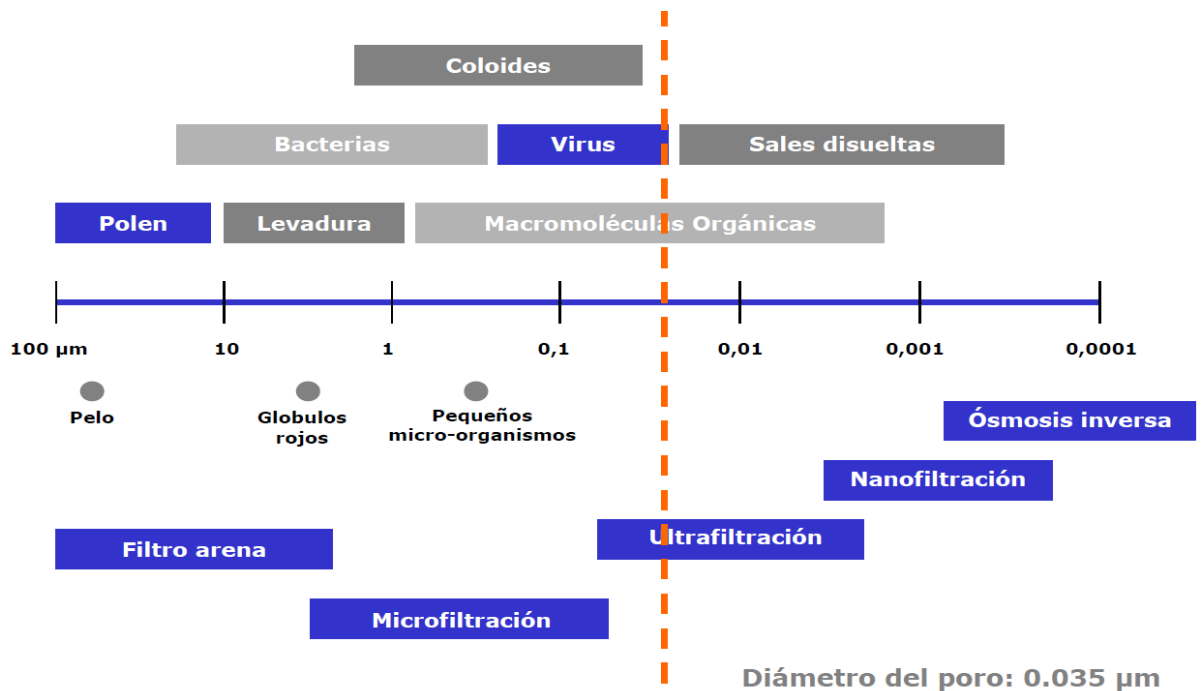 Coloides
Bacterias
Virus
Sales disueltas
Polen
Levadura
Macromoléculas Orgánicas
100 µm
10
1
0,1
0,01
0,001
0,0001
Pelo
Globulos
rojos
Pequeños
micro-organismos
Ósmosis inversa
Nanofiltración
Ultrafiltración
Filtro arena
Microfiltración
Diámetro del poro: 0.035 µm